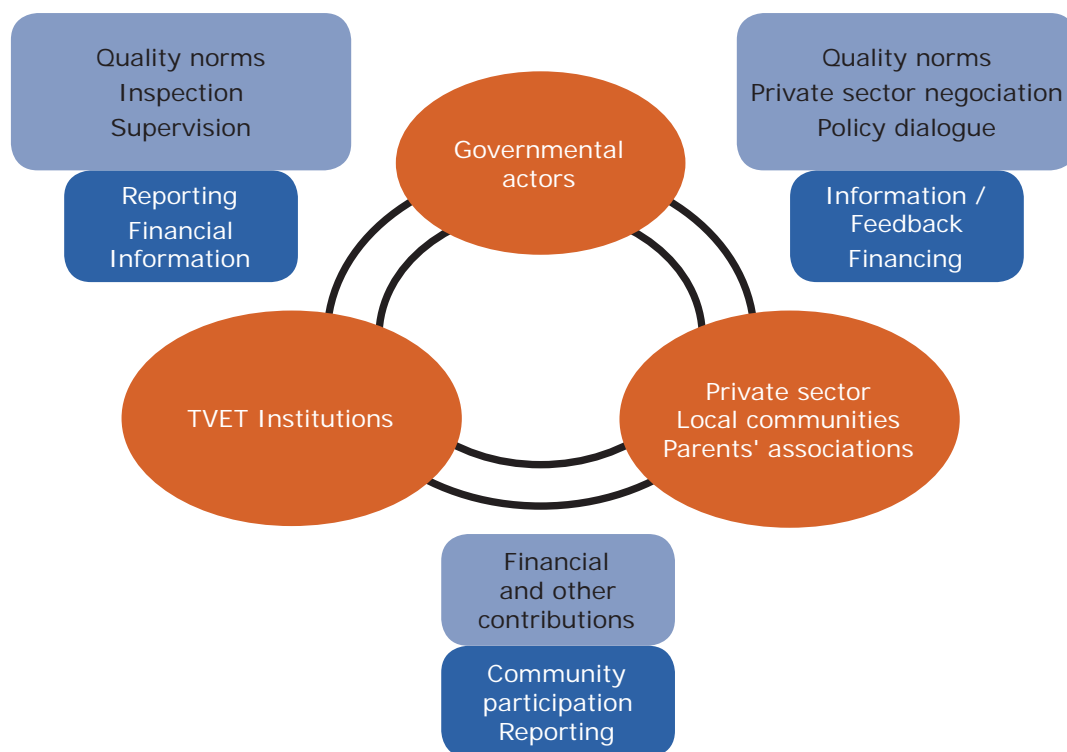 Quality norms
Inspection
Supervision
Reporting
Financial
Information
Governmental
actors
Quality norms
Private sector negociation
Policy dialogue
Information /
Feedback
Financing
TVET Institutions
Private sector
Local communities
Parents' associations
Financial
and other
contributions
Community
participation
Reporting